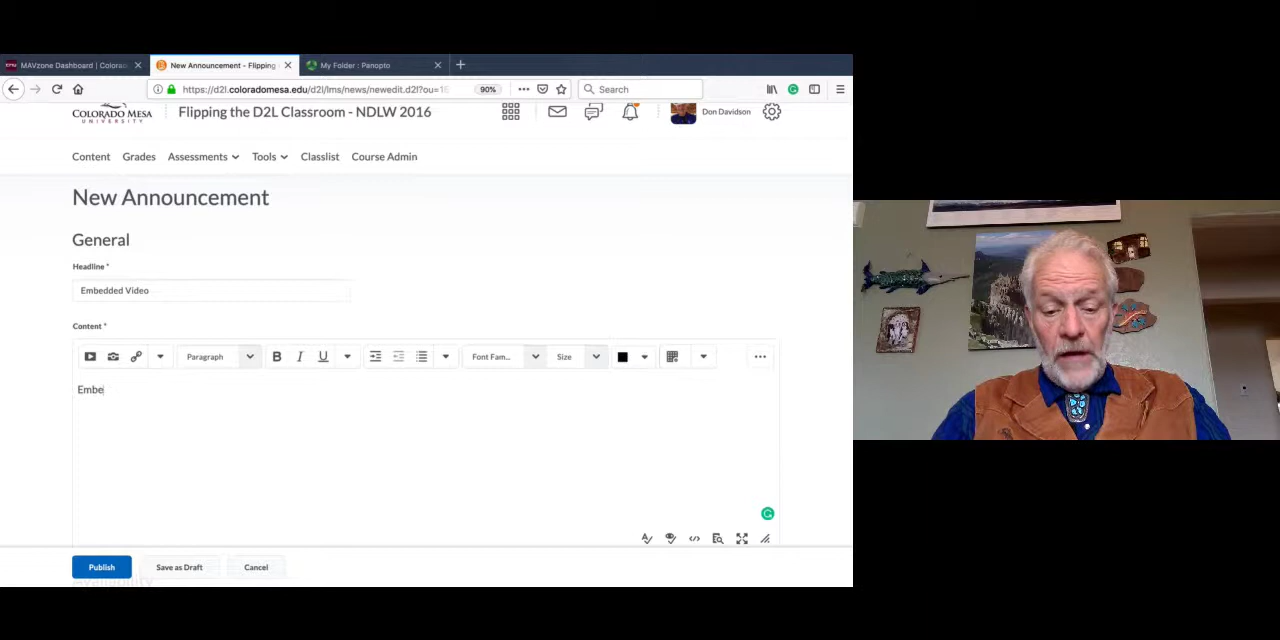 MAVzone Dashboard | Colorad
New Announcement - Flipping
My Folder : Panopto
https://d2l.coloradomesa.edu/d2l/lms/news/newedit.d2l?ou=16
90%
Search
COLORADO MESA
UNIVERSITY
Flipping the D2L Classroom - NDLW 2016
Don Davidson
Content Grades Assessments Tools Classlist Course Admin
New Announcement
General
Headline *
Embedded Video
Content *
Paragraph B I U Font Fam... Size
Embe
Publish Save as Draft Cancel
Availability